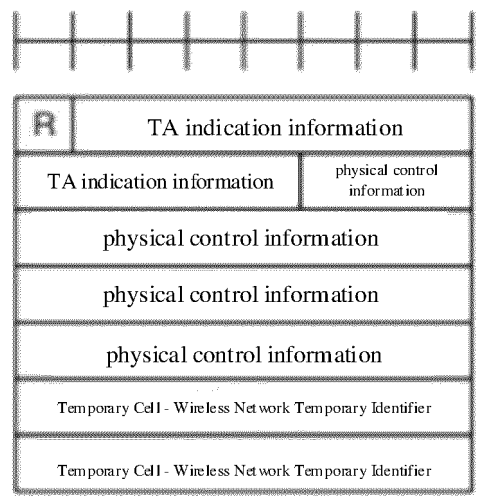 R
TA indication information
TA indication information
physical control
information
physical control information
physical control information
physical control information
Temporary Cell - Wireless Network Temporary Identifier
Temporary Cell - Wireless Network Temporary Identifier